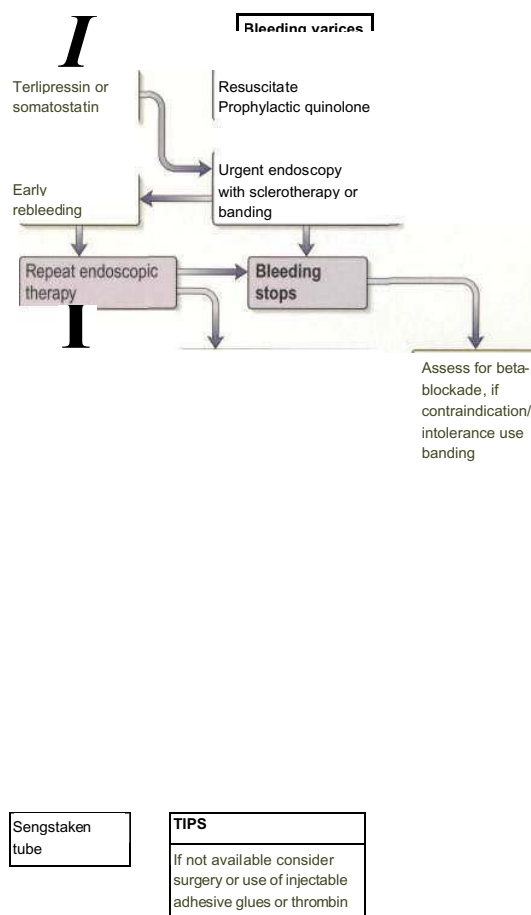 I
Bleeding varices
Terlipressin or
somatostatin
Resuscitate
Prophylactic quinolone
Urgent endoscopy
with sclerotherapy or
banding
Early
rebleeding
Repeat endoscopic
therapy
Bleeding
stops
I
Assess for beta-
blockade, if
contraindication/
intolerance use
banding
Sengstaken
tube
TIPS
If not available consider
surgery or use of injectable
adhesive glues or thrombin